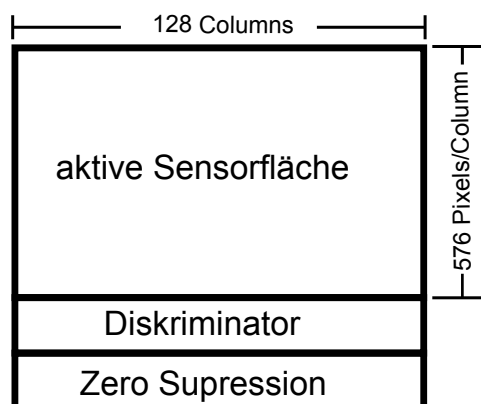 128 Columns
aktive Sensorfläche
576 Pixels/Column
Diskriminator
Zero Supression